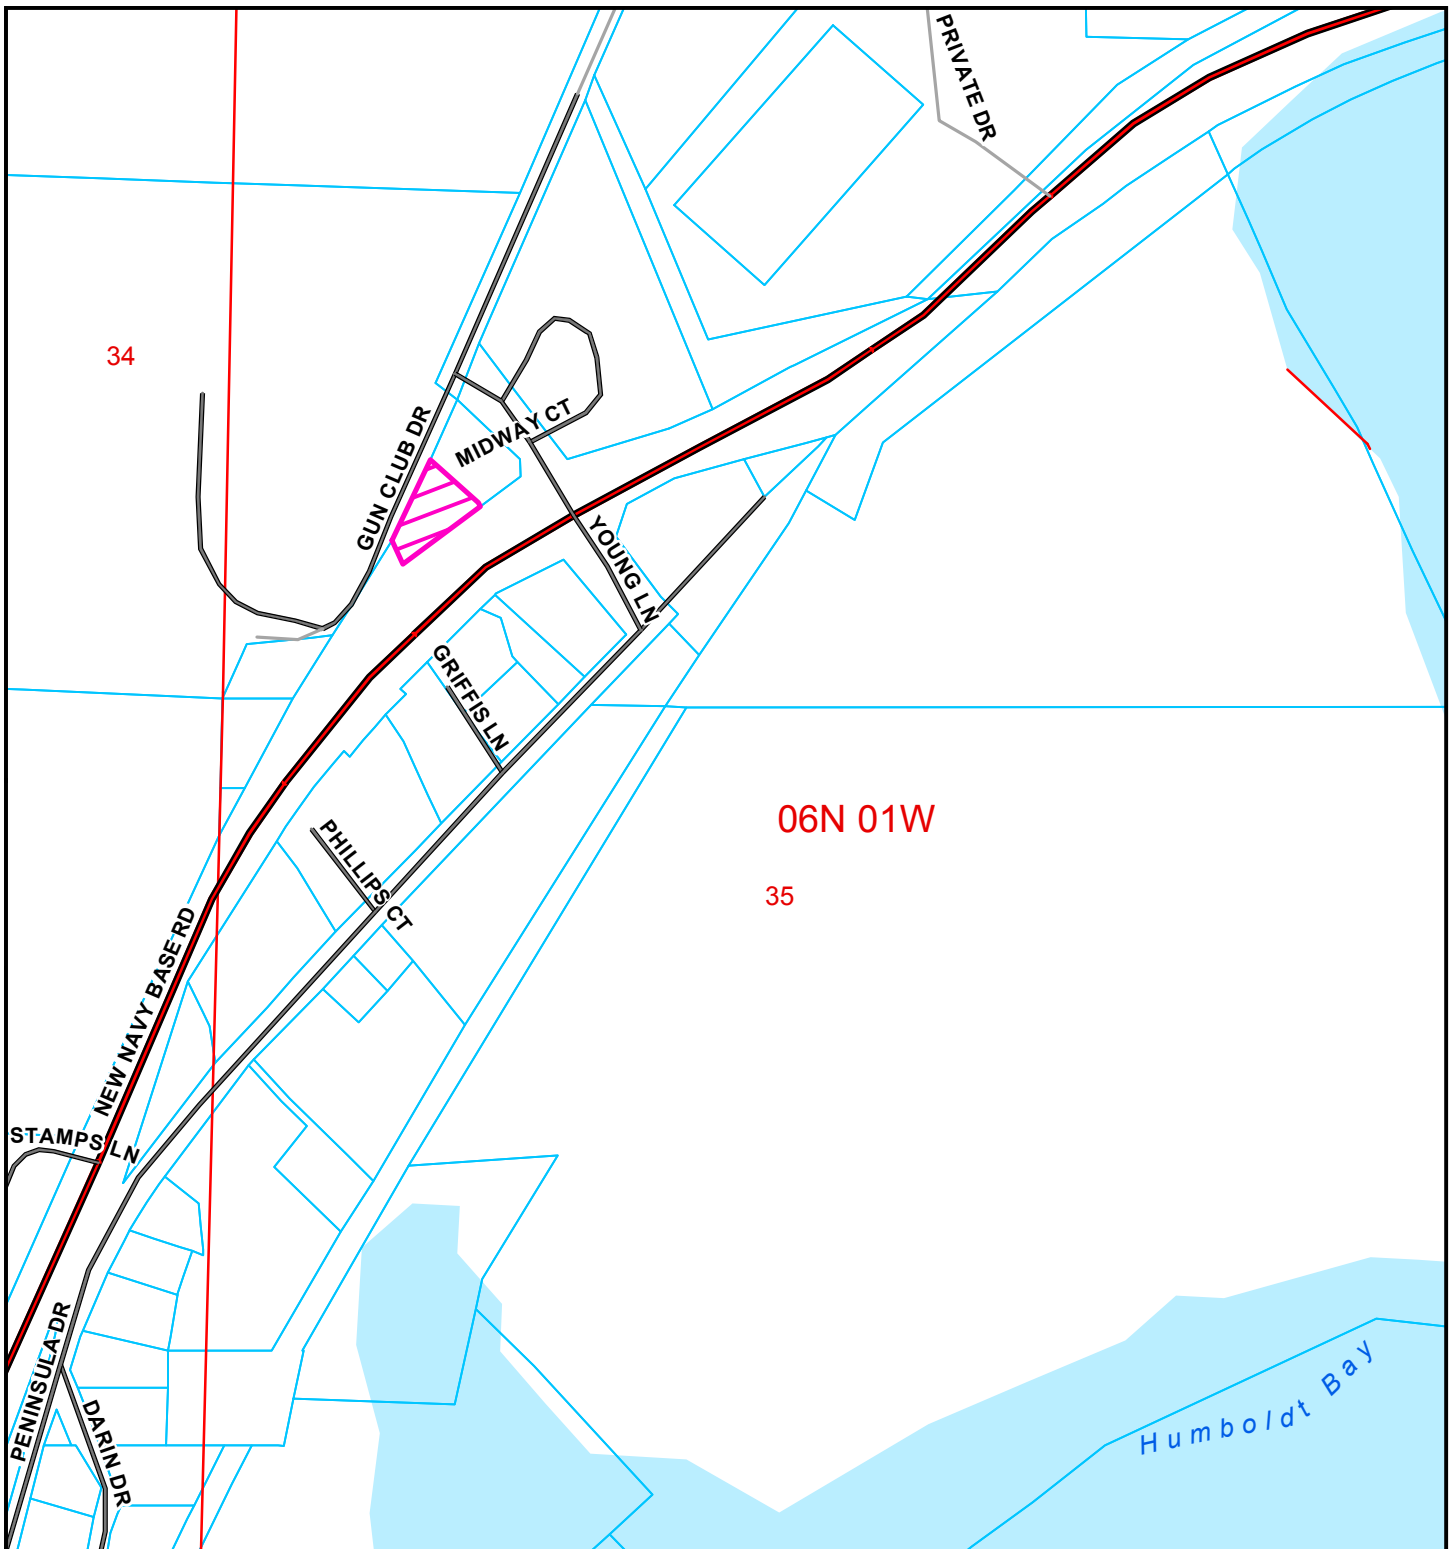 PRIVATE DR
34
GUN CLUB DR
MIDWAY CT
YOUNG LN
GRIFFIS LN
06N 01W
PHILLIPS CT
35
NEW NAVY BASE RD
STAMPS LN
PENINSULA DR
DARIN DR
Humboldt Bay